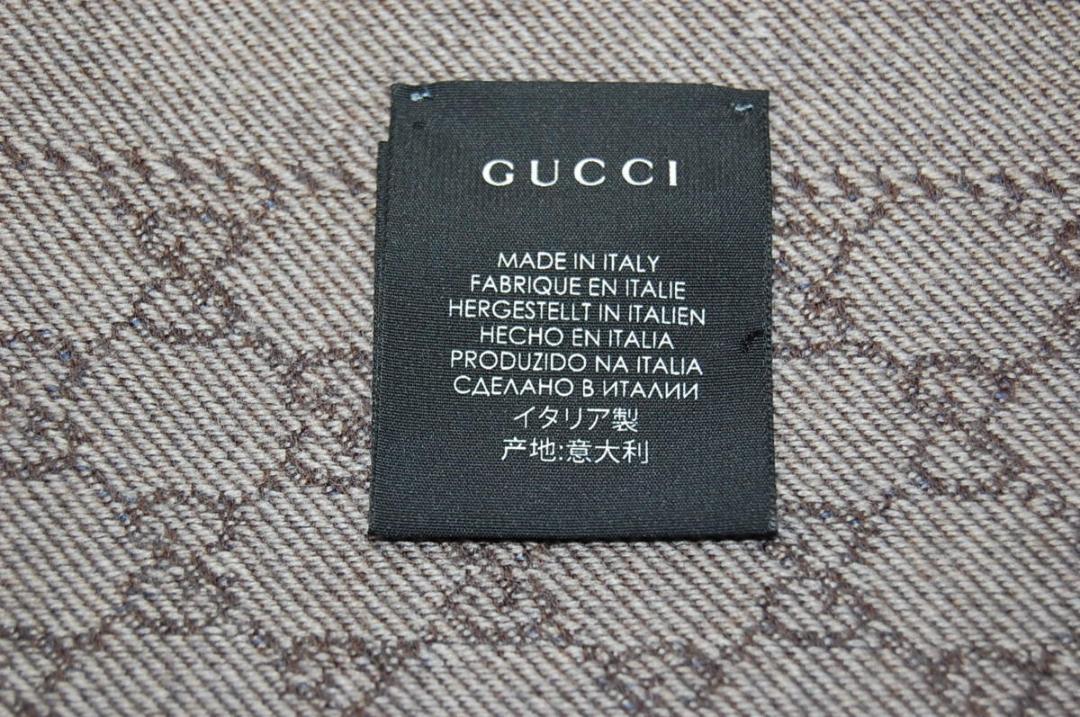 GUCCI
MADE IN ITALY
FABRIQUE EN ITALIE
HERGESTELLT IN ITALIEN
HECHO EN ITALIA
PRODUZIDO NA ITALIA
СДЕЛАНО В ИТАЛИИ
イタリア製
产地:意大利